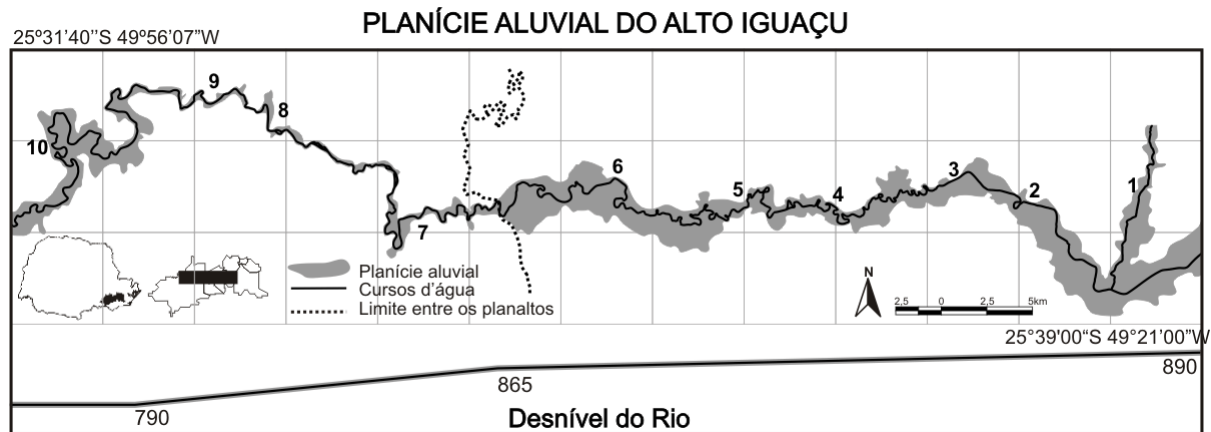 PLANÍCIE ALUVIAL DO ALTO IGUAÇU
25º31'40''S 49º56'07''W
9
8
10
6
5
4
3
2
1
7
Planície aluvial
Cursos d'água
Limite entre os planaltos
N
2,5 0 2,5 5km
25º39'00"S 49º21'00"W
890
865
790
Desnível do Rio